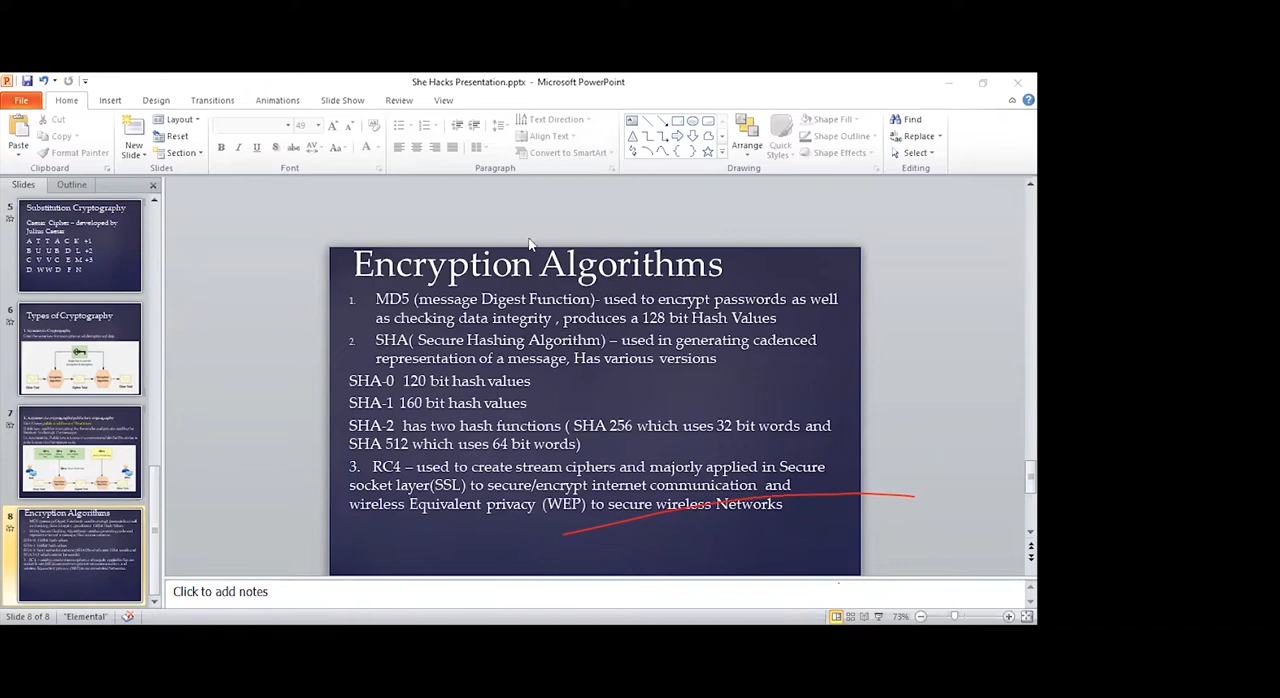 She Hacks Presentation.pptx - Microsoft PowerPoint
File Home Insert Design Transitions Animations Slide Show Review View
Cut
Copy
Format Painter
Paste
Clipboard
New
Slide
Layout
Reset
Section
Slides
49
Font
Text Direction
Align Text
Convert to SmartArt
Paragraph
Arrange
Quick
Styles
Shape Fill
Shape Outline
Shape Effects
Drawing
Find
Replace
Select
Editing
Slides Outline
5
Substitution Cryptography
Caesar Cipher – developed by
Julius Caesar
A T T A C K +1
B U U B D L +2
C V V C E M +3
D W W D F N
6
Types of Cryptography
7
8
Encryption Algorithms
Encryption Algorithms
1. MD5 (message Digest Function)- used to encrypt passwords as well
as checking data integrity , produces a 128 bit Hash Values
2. SHA( Secure Hashing Algorithm) – used in generating cadenced
representation of a message, Has various versions
SHA-0 120 bit hash values
SHA-1 160 bit hash values
SHA-2 has two hash functions ( SHA 256 which uses 32 bit words and
SHA 512 which uses 64 bit words)
3. RC4 – used to create stream ciphers and majorly applied in Secure
socket layer(SSL) to secure/encrypt internet communication and
wireless Equivalent privacy (WEP) to secure wireless Networks
Click to add notes
Slide 8 of 8 "Elemental" 73%